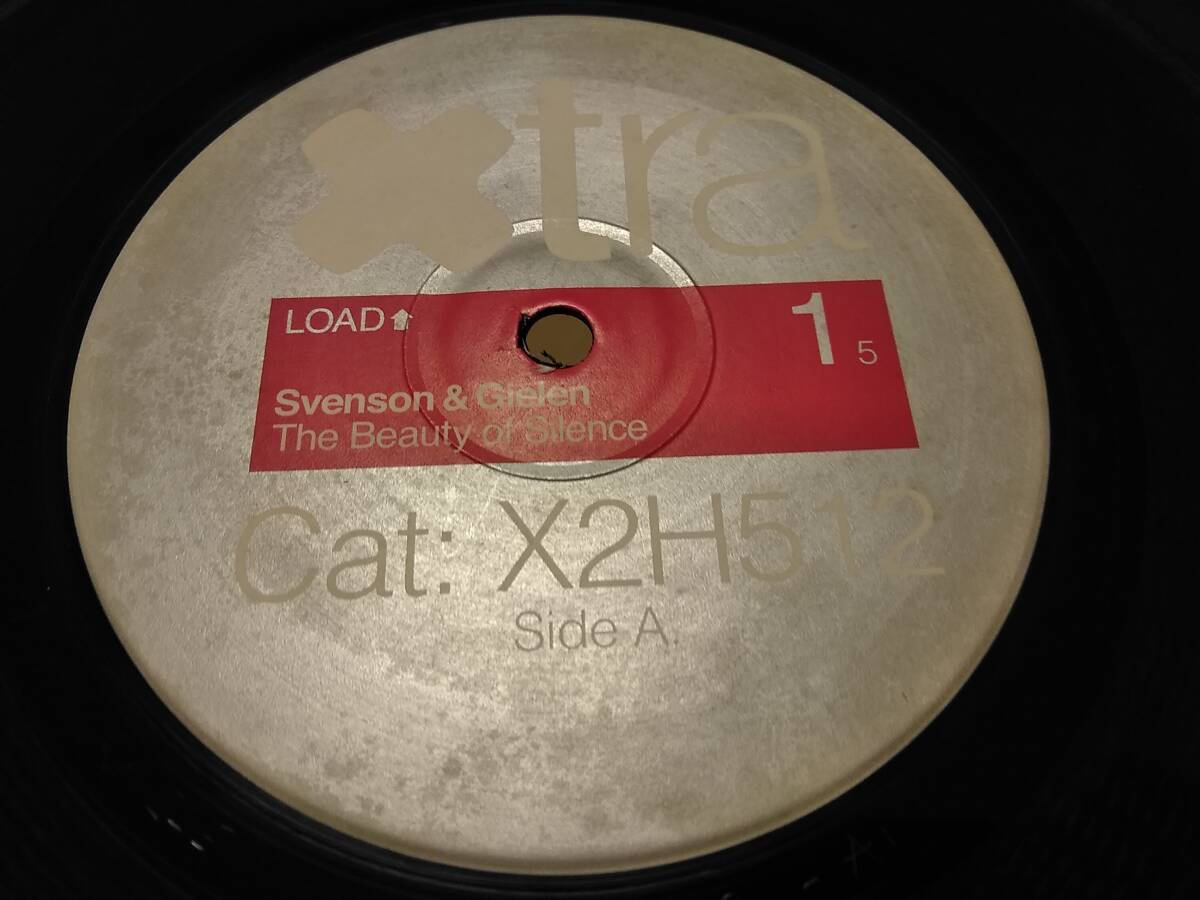 xtra
LOAD
1 5
Svenson & Gielen
The Beauty of Silence
Cat: X2H512
Side A.